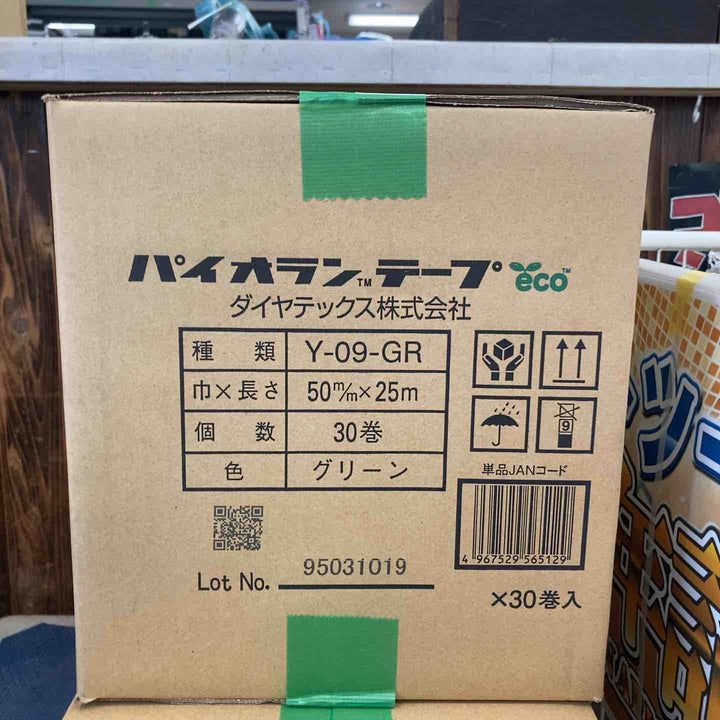 パイオラン™テープ eco™
ダイヤテックス株式会社
種 類 Y-09-GR
巾×長さ 50m/m×25m
個 数 30巻
色 グリーン
9
単品JANコード
4 967529 565129
Lot No. 95031019
×30巻入